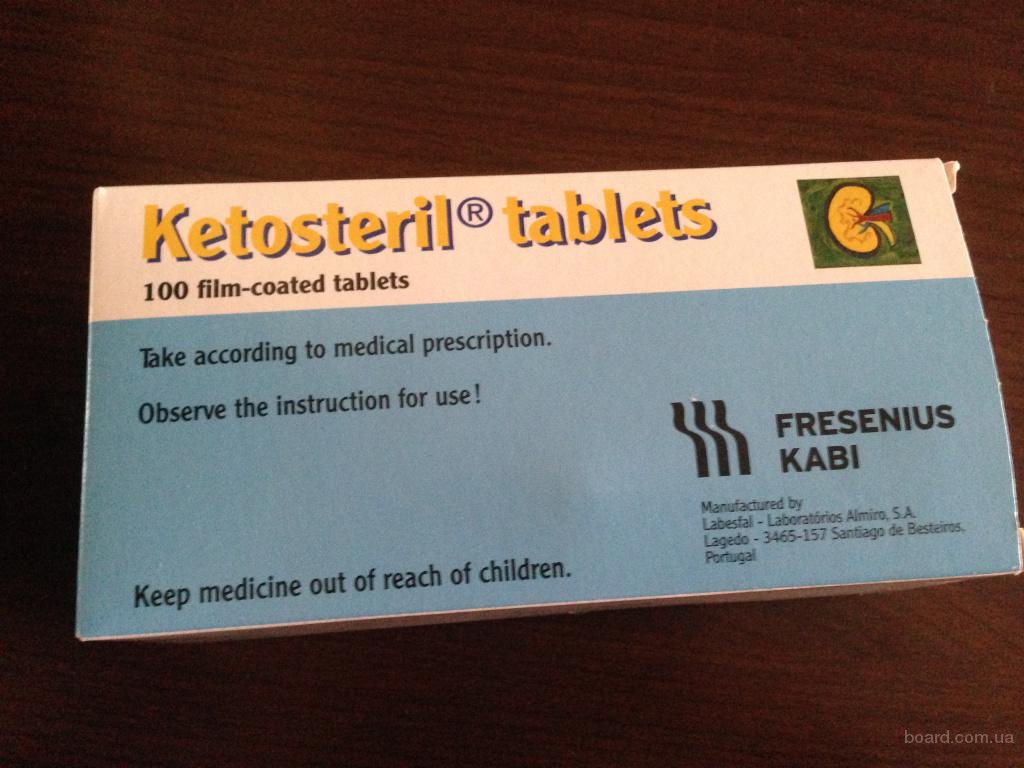 Ketosteril® tablets
100 film-coated tablets
Take according to medical prescription.
Observe the instruction for use!
FRESENIUS
KABI
Manufactured by
Labesfal - Laboratórios Almiro, S.A.
Lagedo - 3465-157 Santiago de Besteiros,
Portugal
Keep medicine out of reach of children.
board.com.ua